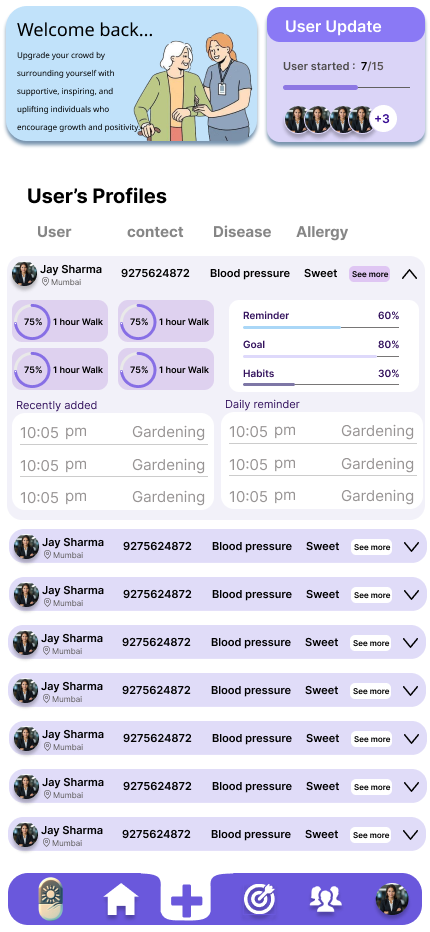 Welcome back...
Upgrade your crowd by
surrounding yourself with
supportive, inspiring, and
uplifting individuals who
encourage growth and positivity.
User Update
User started : 7/15
+3
User's Profiles
User contect Disease Allergy
Jay Sharma 9275624872 Blood pressure Sweet See more
Mumbai
75% 1 hour Walk 75% 1 hour Walk
75% 1 hour Walk 75% 1 hour Walk
Reminder 60%
Goal 80%
Habits 30%
Recently added
10:05 pm Gardening
10:05 pm Gardening
10:05 pm Gardening
Daily reminder
10:05 pm Gardening
10:05 pm Gardening
10:05 pm Gardening
Jay Sharma 9275624872 Blood pressure Sweet See more
Mumbai
Jay Sharma 9275624872 Blood pressure Sweet See more
Mumbai
Jay Sharma 9275624872 Blood pressure Sweet See more
Mumbai
Jay Sharma 9275624872 Blood pressure Sweet See more
Mumbai
Jay Sharma 9275624872 Blood pressure Sweet See more
Mumbai
Jay Sharma 9275624872 Blood pressure Sweet See more
Mumbai
Jay Sharma 9275624872 Blood pressure Sweet See more
Mumbai